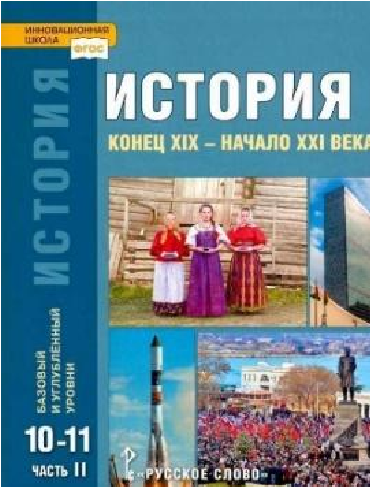 ИННОВАЦИОННАЯ
ШКОЛА
ФГОС
ИСТОРИЯ
ИСТОРИЯ
КОНЕЦ XIX – НАЧАЛО XXI ВЕКА
БАЗОВЫЙ
И УГЛУБЛЁННЫЙ
УРОВНИ
10-11
ЧАСТЬ II
«РУССКОЕ СЛОВО»